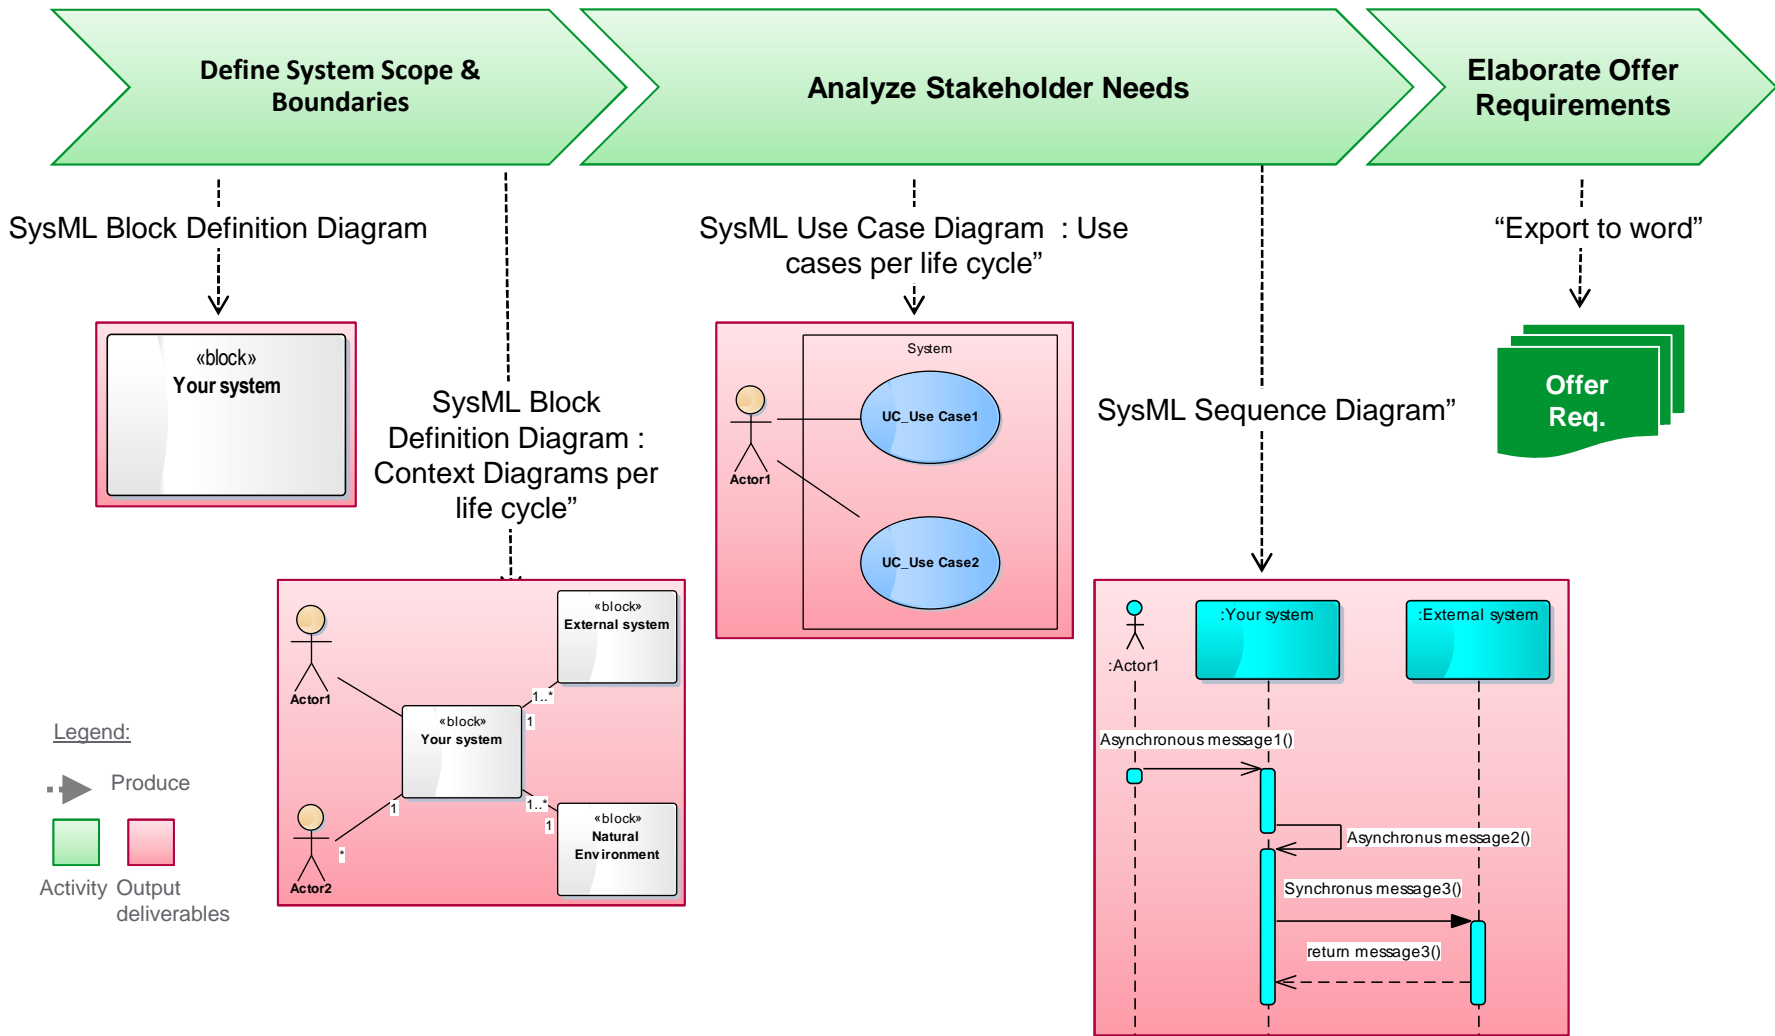 Define System Scope &
Boundaries
Analyze Stakeholder Needs
Elaborate Offer
Requirements
SysML Block Definition Diagram
SysML Use Case Diagram  : Use
cases per life cycle”
“Export to word”
«block»
Your system
SysML Block
Definition Diagram :
Context Diagrams per
life cycle”
System
UC_Use Case1
Actor1
UC_Use Case2
SysML Sequence Diagram”
Offer
Req.
«block»
External system
Actor1
1..*
1
«block»
Your system
1
*
1..*
1
«block»
Natural
Environment
Actor2
:Actor1
:Your system
:External system
Asynchronous message1()
Asynchronus message2()
Synchronus message3()
return message3()
Legend:
Produce
Activity
Output
deliverables